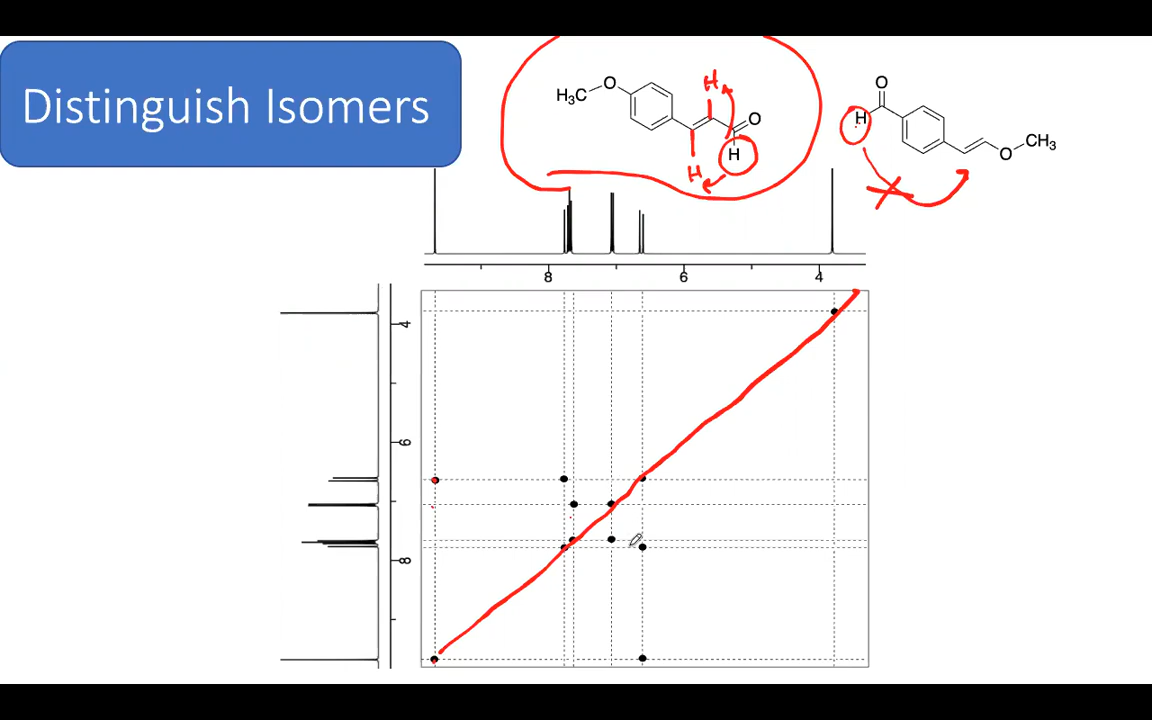 Distinguish Isomers
H₃C O H O H H
O H O CH₃
8 6 4
4
6
8